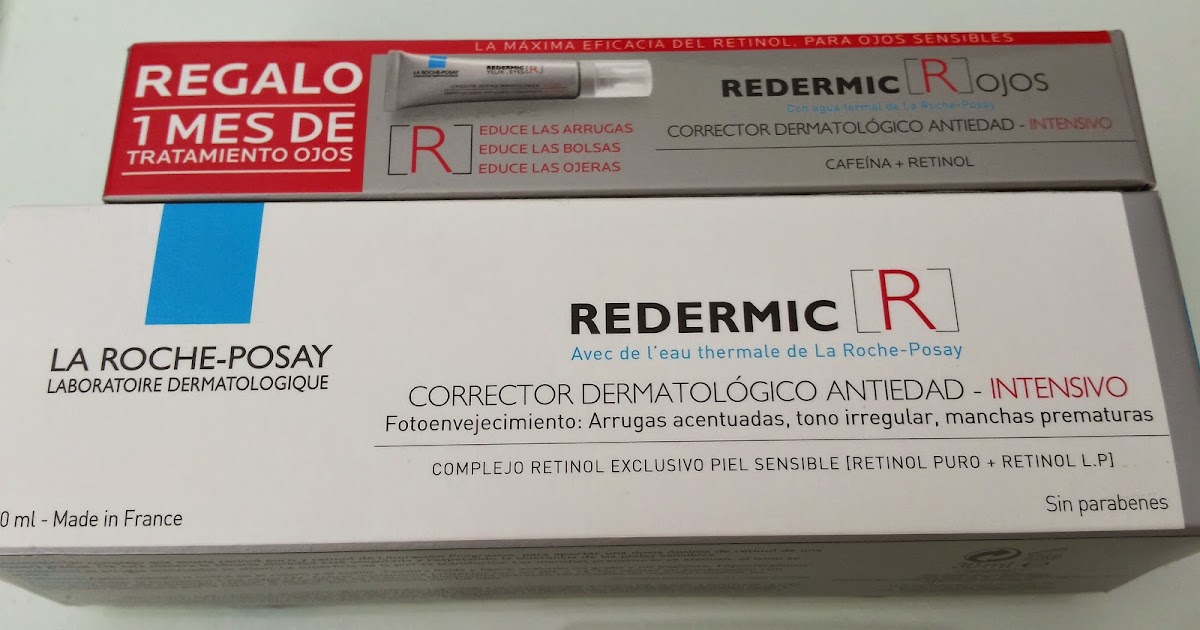 LA MÁXIMA EFICACIA DEL RETINOL, PARA OJOS SENSIBLES
REGALO
1 MES DE
TRATAMIENTO OJOS
LA ROCHE-POSAY
REDERMIC [R]
[R]
EDUCE LAS ARRUGAS
EDUCE LAS BOLSAS
EDUCE LAS OJERAS
REDERMIC [R] OJOS
Con agua termal de La Roche-Posay
CORRECTOR DERMATOLÓGICO ANTIEDAD - INTENSIVO
CAFEÍNA + RETINOL
LA ROCHE-POSAY
LABORATOIRE DERMATOLOGIQUE
0 ml - Made in France
REDERMIC [R]
Avec de l'eau thermale de La Roche-Posay
CORRECTOR DERMATOLÓGICO ANTIEDAD - INTENSIVO
Fotoenvejecimiento: Arrugas acentuadas, tono irregular, manchas prematuras
COMPLEJO RETINOL EXCLUSIVO PIEL SENSIBLE [RETINOL PURO + RETINOL L.P]
Sin parabenes